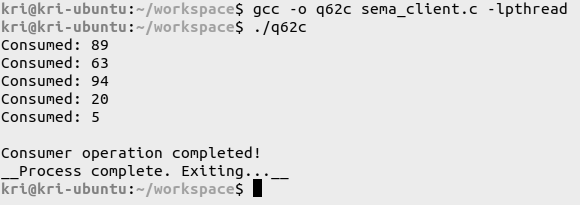 kri@kri-ubuntu:~/workspace$ gcc -o q62c sema_client.c -lpthread
kri@kri-ubuntu:~/workspace$ ./q62c
Consumed: 89
Consumed: 63
Consumed: 94
Consumed: 20
Consumed: 5
Consumer operation completed!
__Process complete. Exiting...__
kri@kri-ubuntu:~/workspace$